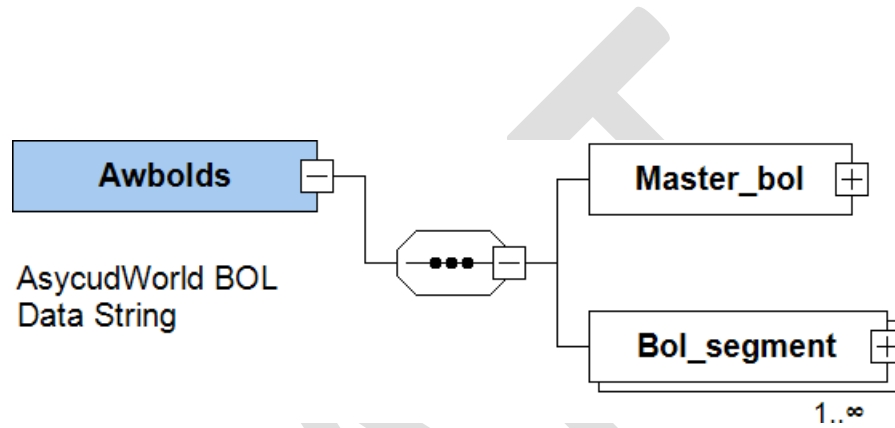 Awbolds
AsycudWorld BOL
Data String
Master_bol
Bol_segment
1..∞